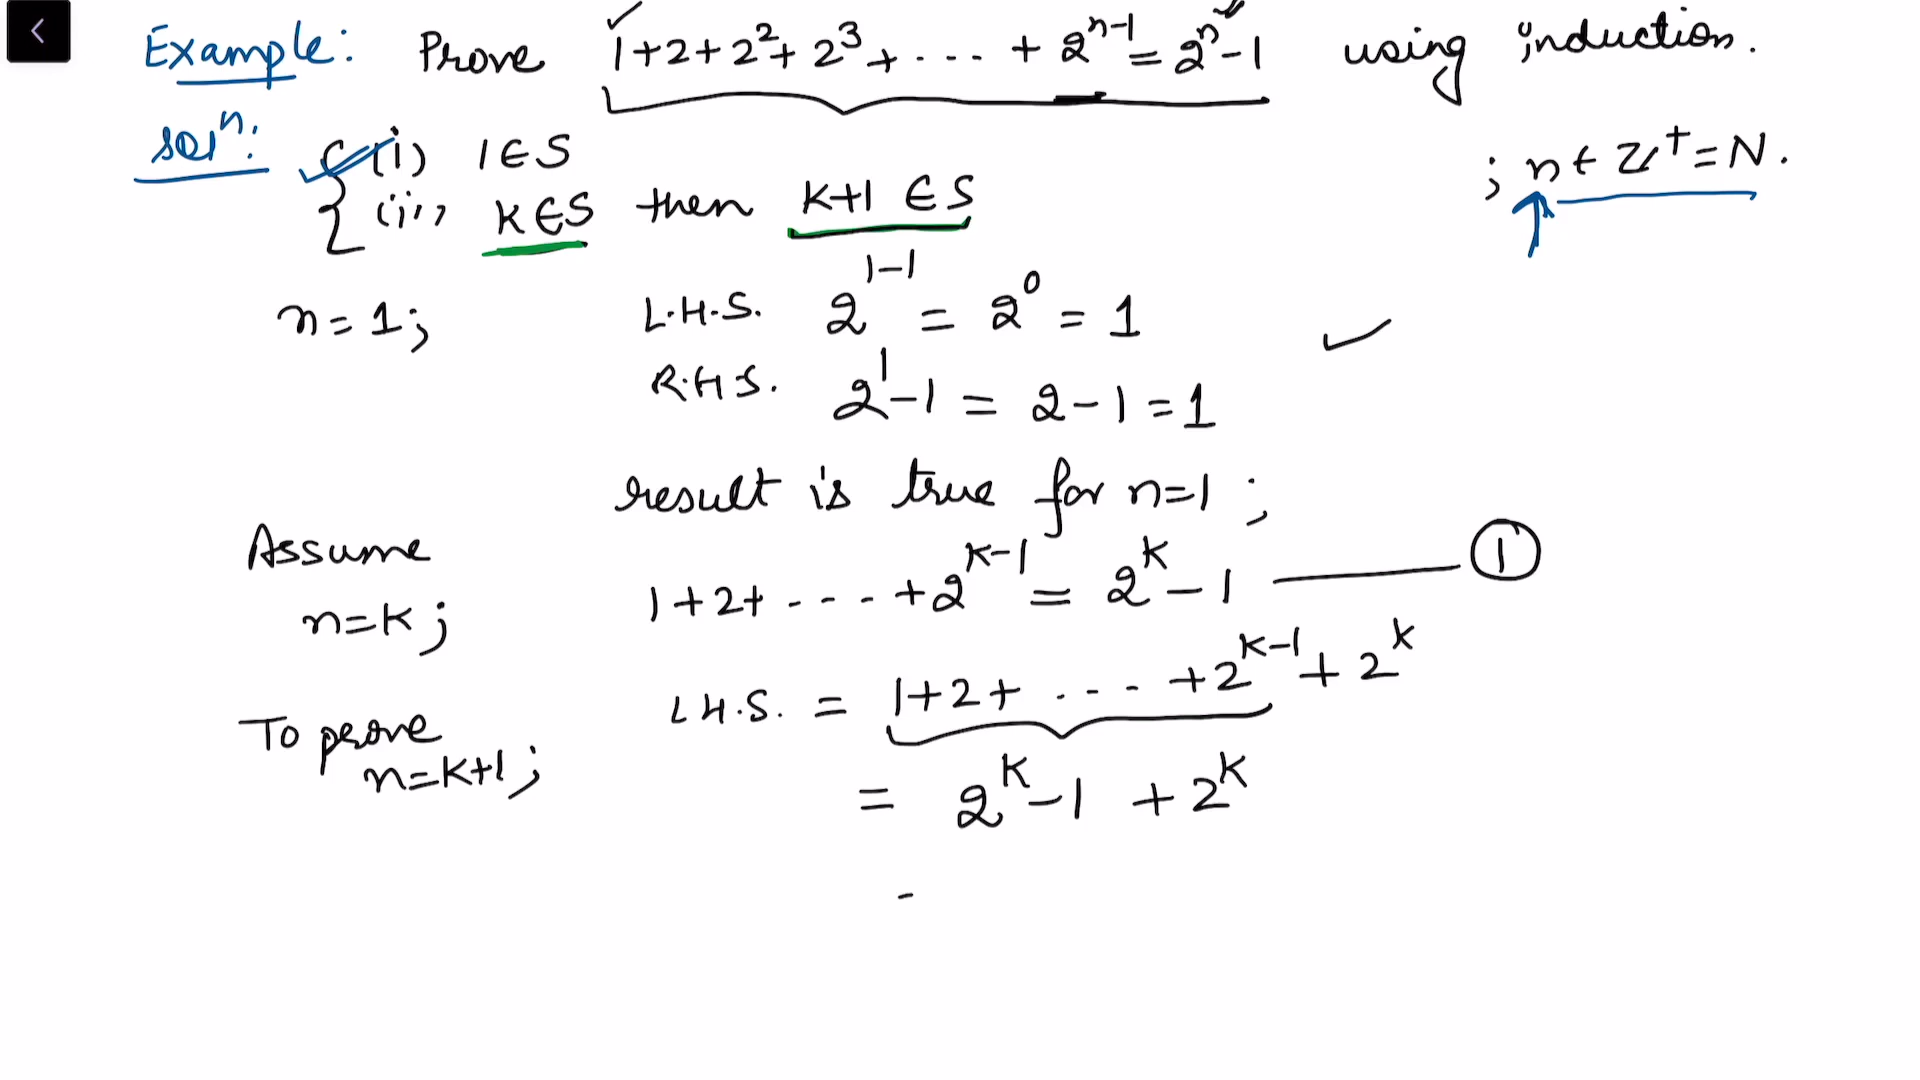 Example: Prove 1+2+2²+2³+.... + 2ⁿ⁻¹ = 2ⁿ-1 using induction.
solⁿ: (i) 1∈S ; n∈ℤ⁺=N.
(ii) K∈S then K+1 ∈S
n=1; L.H.S. 2¹⁻¹ = 2⁰ = 1 ✓
R.H.S. 2¹-1 = 2-1=1
result is true for n=1;
Assume
n=K; 1+2+----+2ᴷ⁻¹ = 2ᴷ-1 ——— ①
To prove
n=K+1; L.H.S. = 1+2+ ---- +2ᴷ⁻¹+2ᴷ
= 2ᴷ-1 +2ᴷ
-